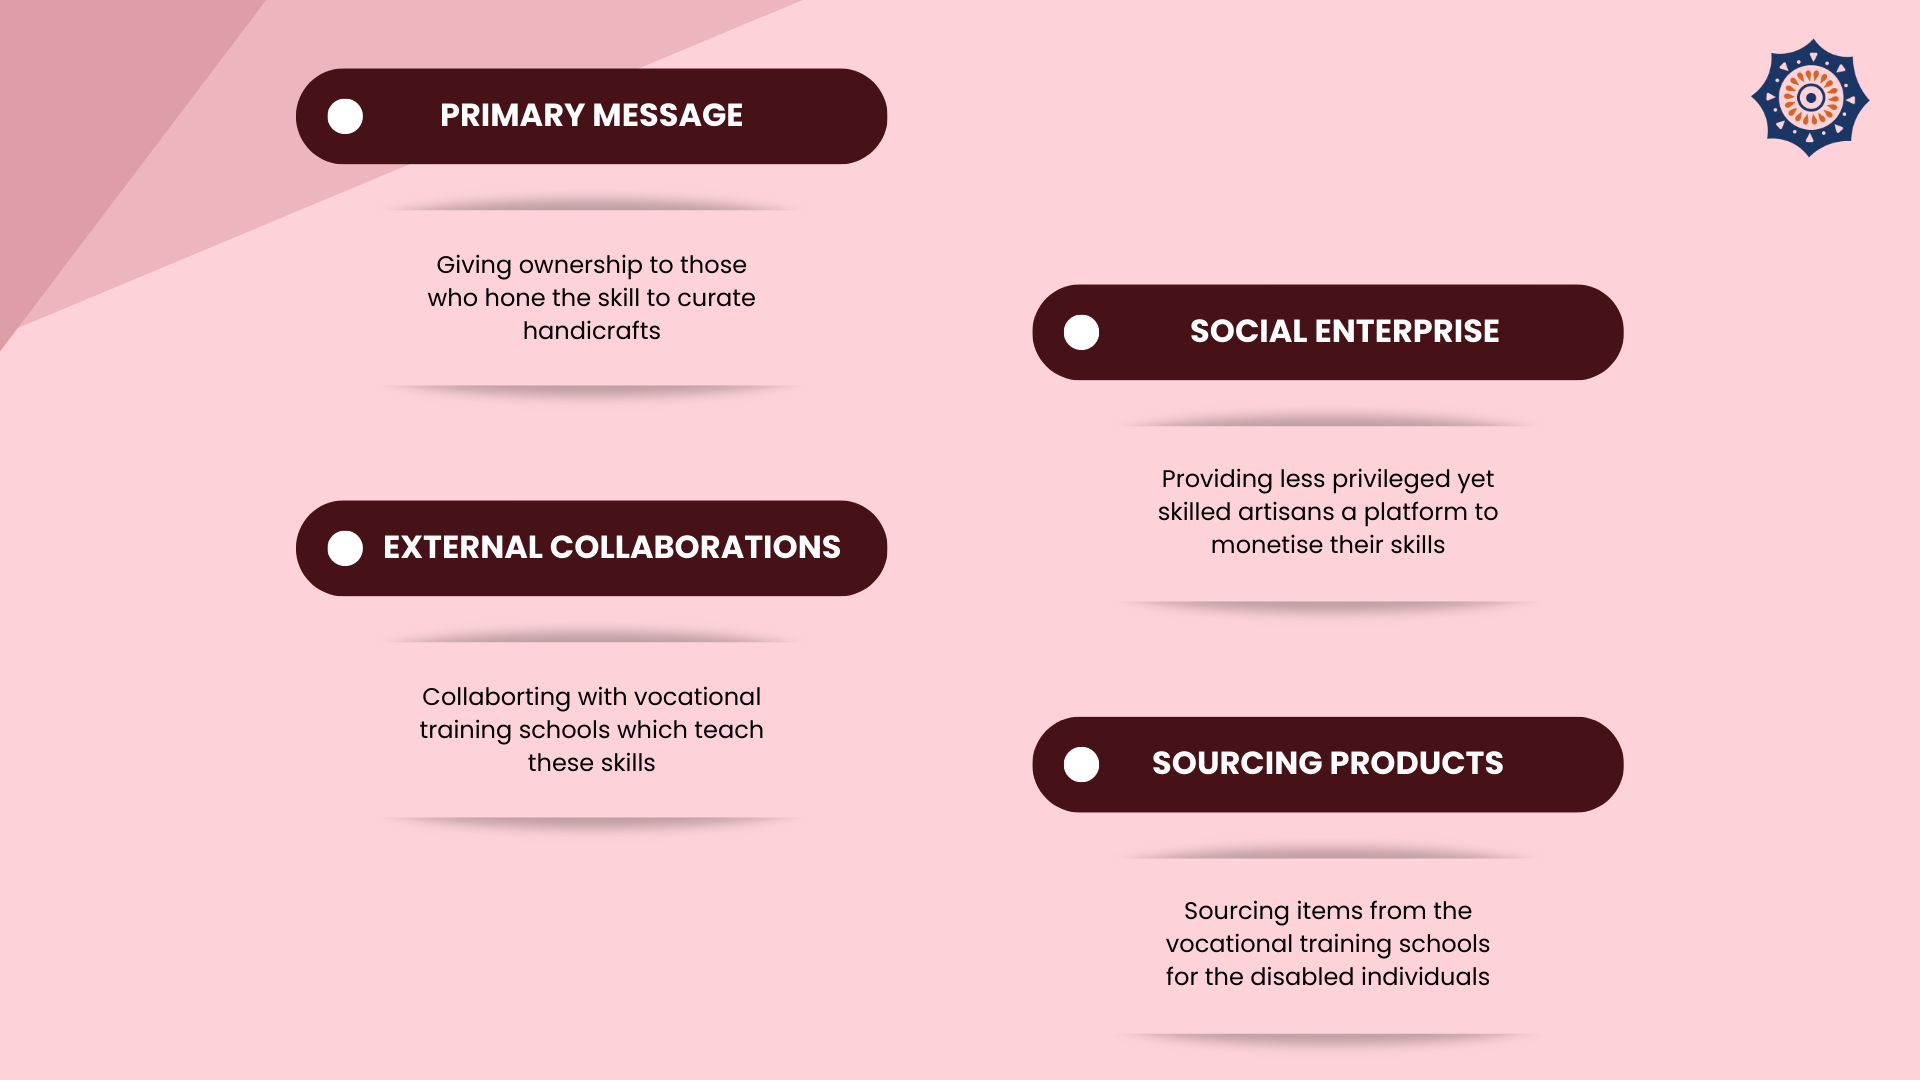 PRIMARY MESSAGE
Giving ownership to those
who hone the skill to curate
handicrafts
SOCIAL ENTERPRISE
Providing less privileged yet
skilled artisans a platform to
monetise their skills
EXTERNAL COLLABORATIONS
Collaborting with vocational
training schools which teach
these skills
SOURCING PRODUCTS
Sourcing items from the
vocational training schools
for the disabled individuals